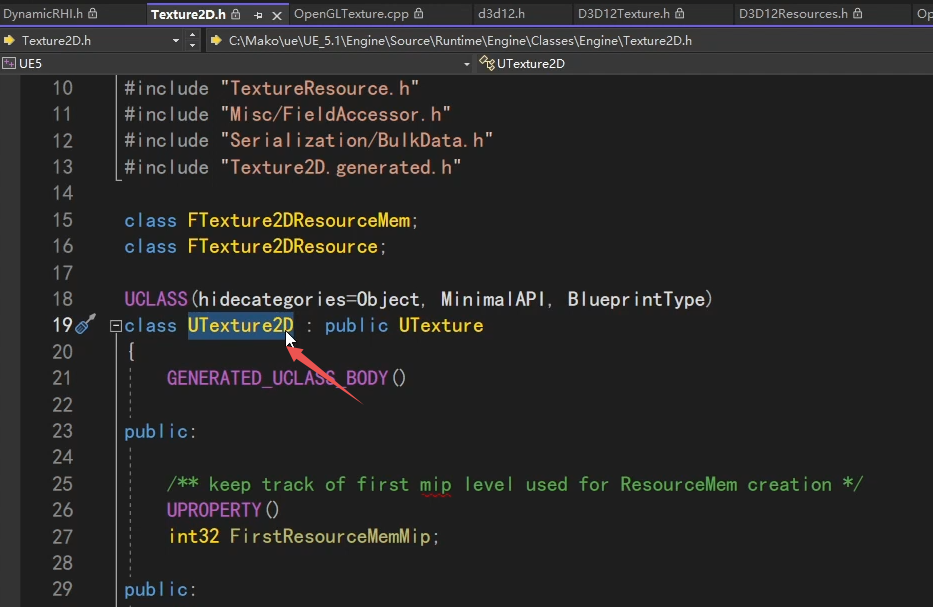 DynamicRHI.h Texture2D.h OpenGLTexture.cpp d3d12.h D3D12Texture.h D3D12Resources.h Op
Texture2D.h C:\Mako\ue\UE_5.1\Engine\Source\Runtime\Engine\Classes\Engine\Texture2D.h
UE5 UTexture2D
10 #include "TextureResource.h"
11 #include "Misc/FieldAccessor.h"
12 #include "Serialization/BulkData.h"
13 #include "Texture2D.generated.h"
14
15 class FTexture2DResourceMem;
16 class FTexture2DResource;
17
18 UCLASS(hidecategories=Object, MinimalAPI, BlueprintType)
19 class UTexture2D : public UTexture
20 {
21 GENERATED_UCLASS_BODY()
22
23 public:
24
25 /** keep track of first mip level used for ResourceMem creation */
26 UPROPERTY()
27 int32 FirstResourceMemMip;
28
29 public: